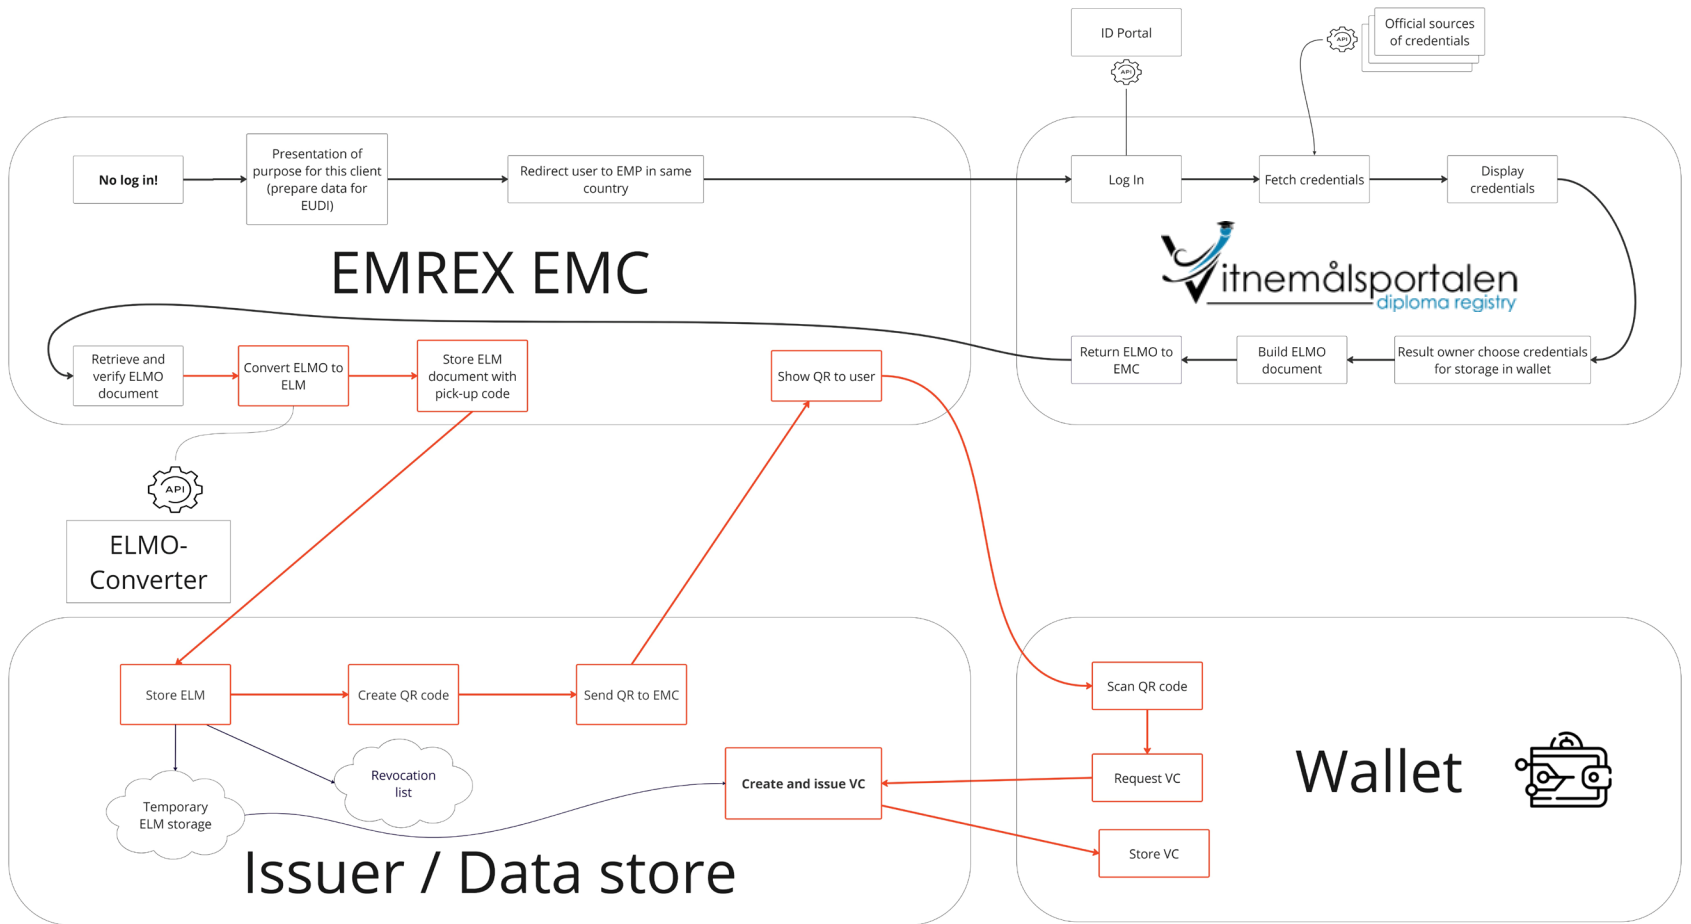 ID Portal
API
Official sources
of credentials
API
No log in!
Presentation of
purpose for this client
(prepare data for
EUDI)
Redirect user to EMP in same
country
Log In
Fetch credentials
Display
credentials
EMREX EMC
Vitnemålsportalen
diploma registry
Retrieve and
verify ELMO
document
Convert ELMO to
ELM
Store ELM
document with
pick-up code
Show QR to user
Return ELMO to
EMC
Build ELMO
document
Result owner choose credentials
for storage in wallet
API
ELMO-
Converter
Store ELM
Create QR code
Send QR to EMC
Scan QR code
Revocation
list
Temporary
ELM storage
Create and issue VC
Request VC
Wallet
Store VC
Issuer / Data store